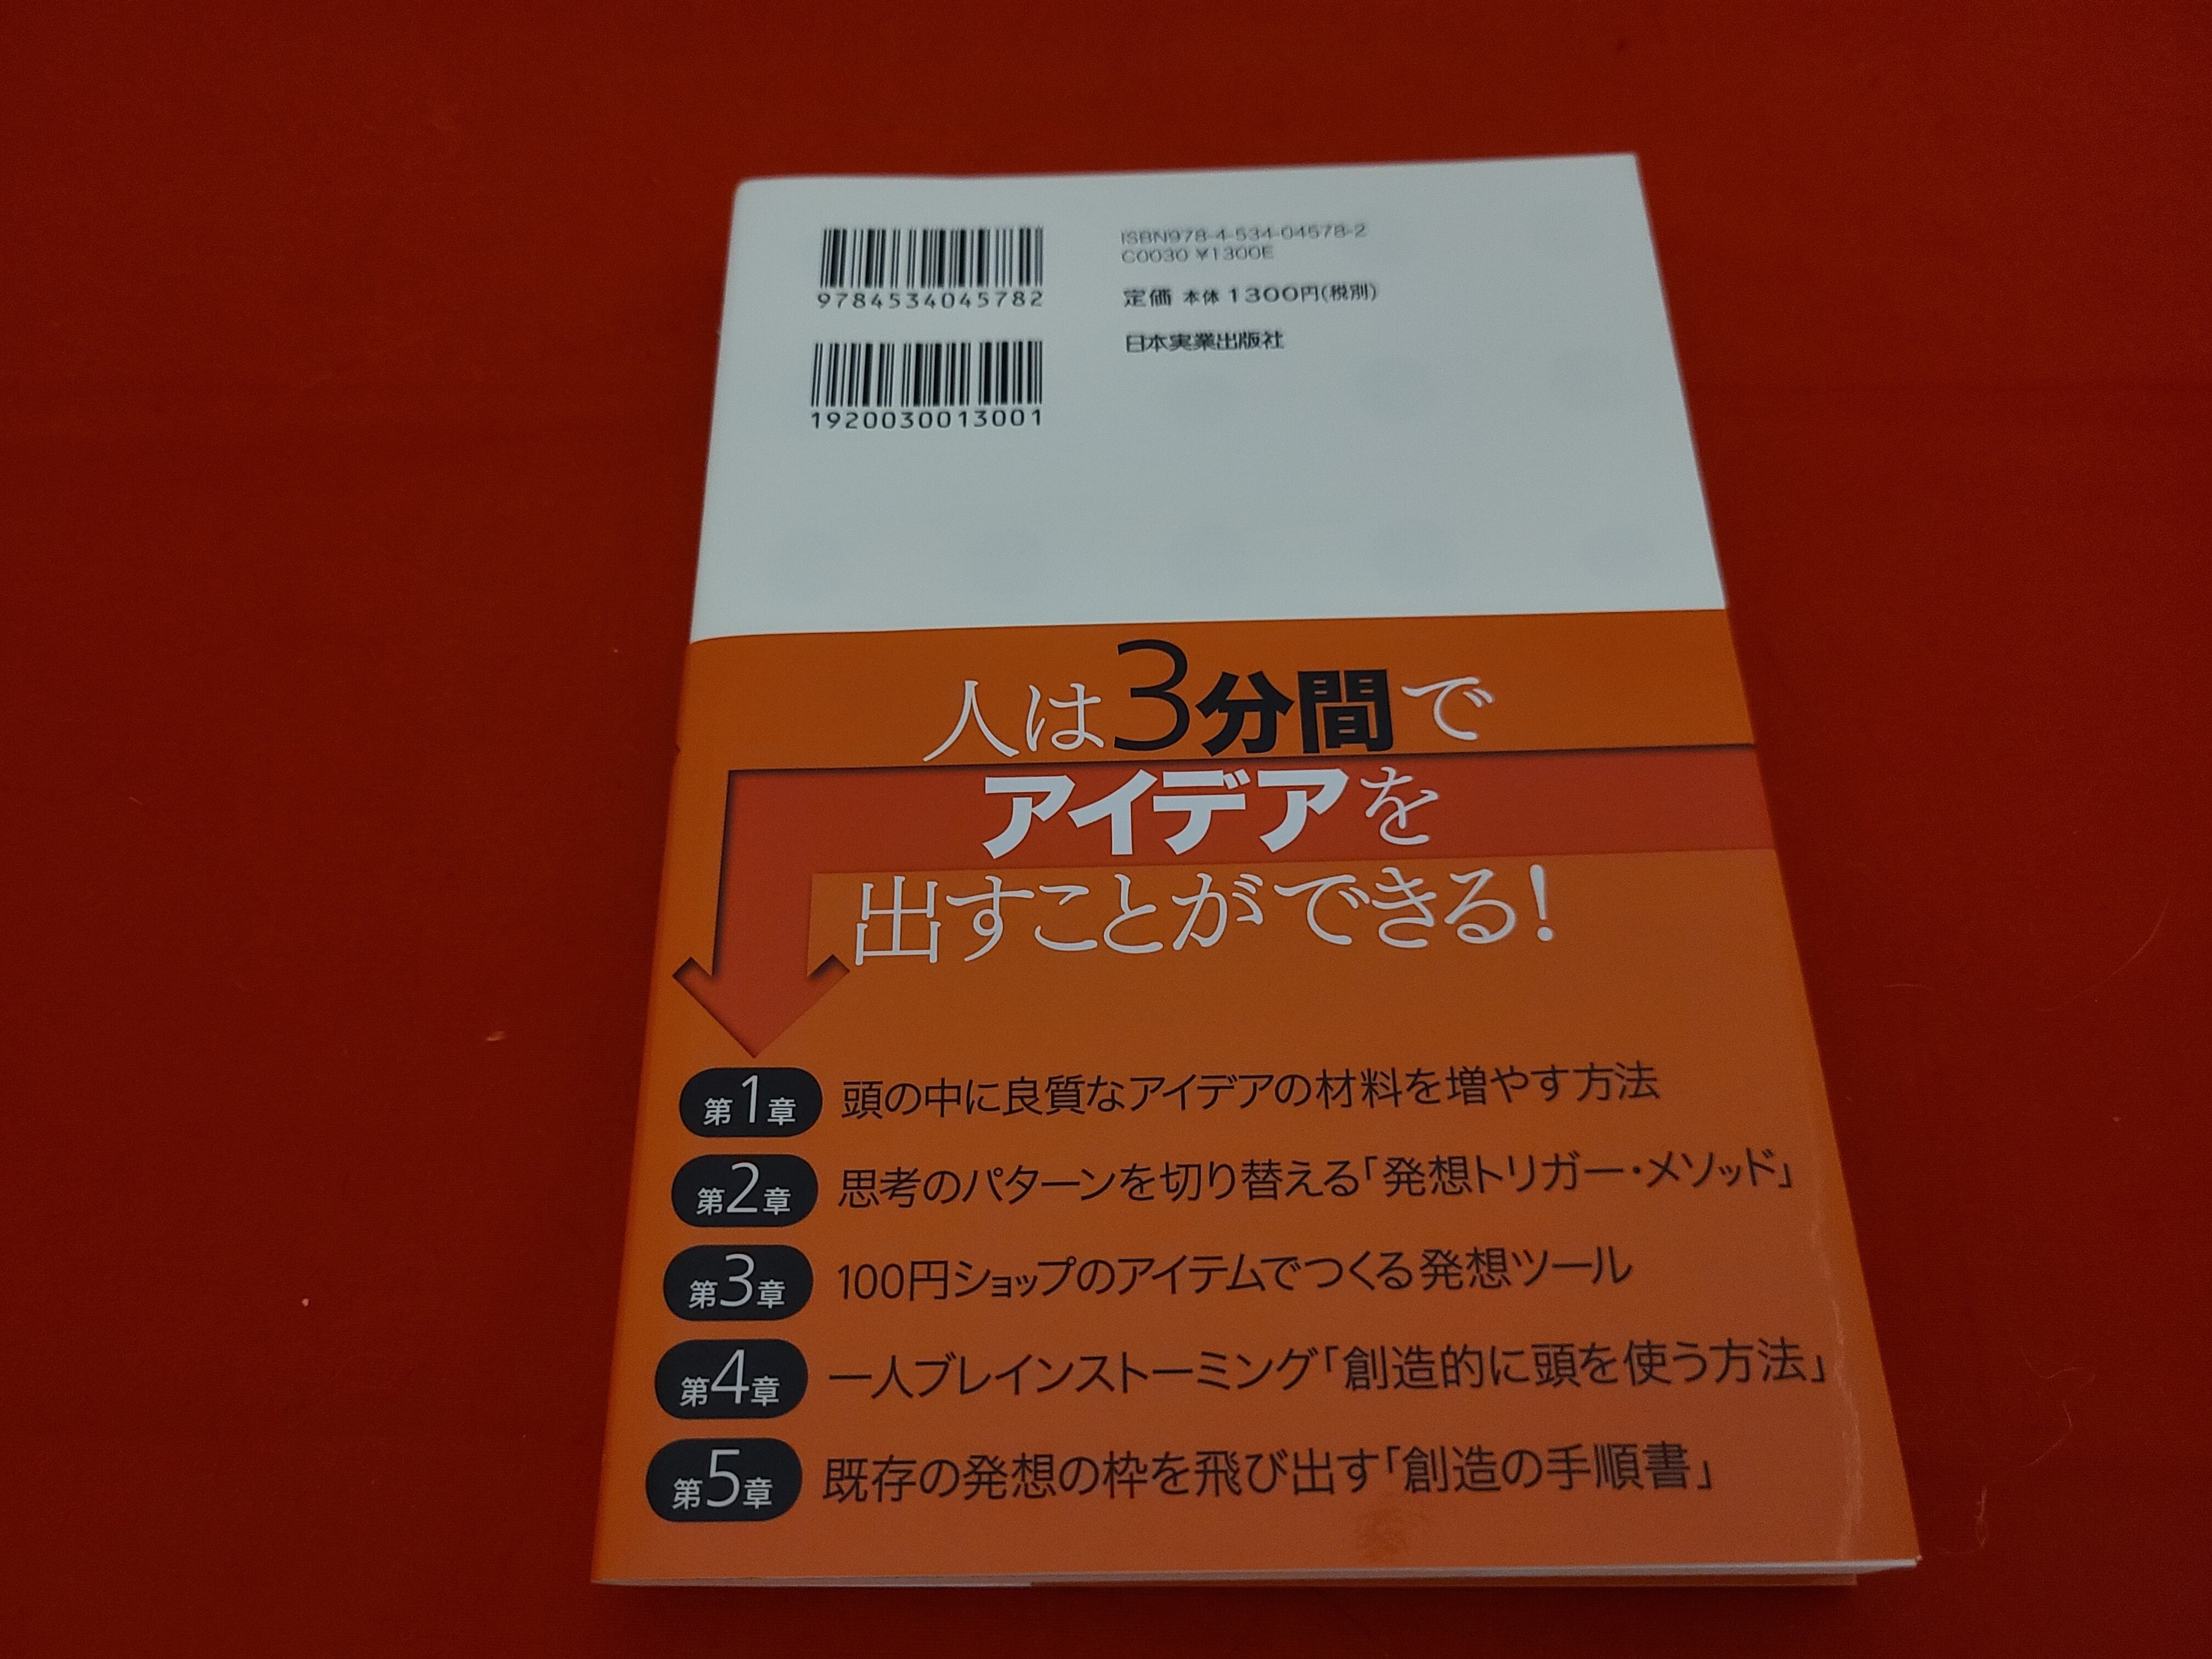 9784534045782
1920030013001
ISBN978-4-534-04578-2
C0030 ¥1300E
定価 本体1300円(税別)
日本実業出版社
人は3分間で
アイデアを
出すことができる!
第1章 頭の中に良質なアイデアの材料を増やす方法
第2章 思考のパターンを切り替える「発想トリガー・メソッド」
第3章 100円ショップのアイテムでつくる発想ツール
第4章 一人ブレインストーミング「創造的に頭を使う方法」
第5章 既存の発想の枠を飛び出す「創造の手順書」